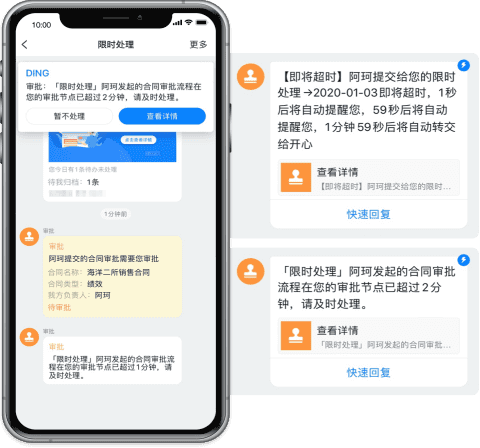 10:00
限时处理
更多
DING
审批:「限时处理」阿珂发起的合同审批流程在
您的审批节点已超过2分钟，请及时处理。
暂不处理
查看详情
您今日有1条待办未处理
待我归档：1条
1分钟前
审批
审批
阿珂提交的合同审批需要您审批
合同名称：海洋二所销售合同
合同类型：绩效
我方负责人：阿珂
待审批
审批
审批
「限时处理」阿珂发起的合同审批流
程在您的审批节点已超过1分钟，请
及时处理。
【即将超时】阿珂提交给您的限时
处理→2020-01-03即将超时，1秒
后将自动提醒您，59秒后将自动
提醒您，1分钟59秒后将自动转交
给开心
查看详情
【即将超时】阿珂提交给您的限时...
快速回复
「限时处理」阿珂发起的合同审批
流程在您的审批节点已超过2分
钟，请及时处理。
查看详情
「限时处理」阿珂发起的合同审...
快速回复